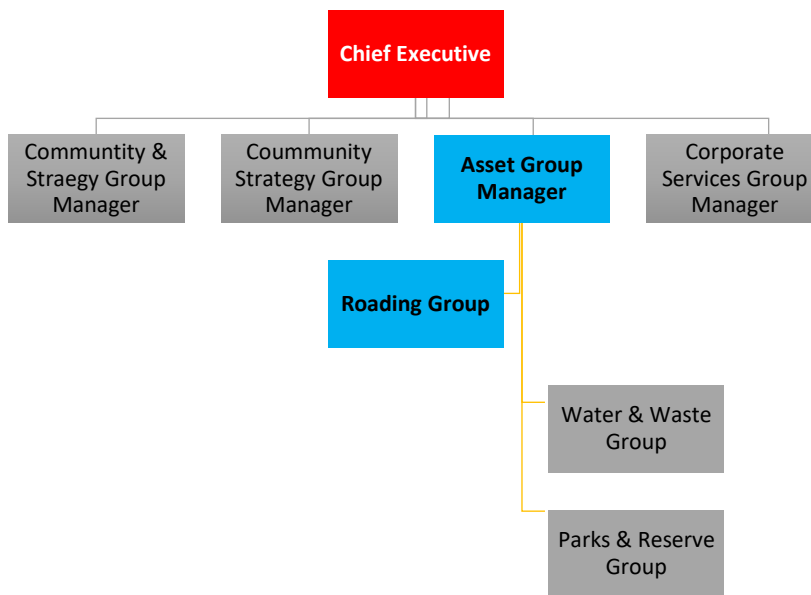 Chief Executive
Communtity &
Straegy Group
Manager
Coummunity
Strategy Group
Manager
Asset Group
Manager
Corporate
Services Group
Manager
Roading Group
Water & Waste
Group
Parks & Reserve
Group